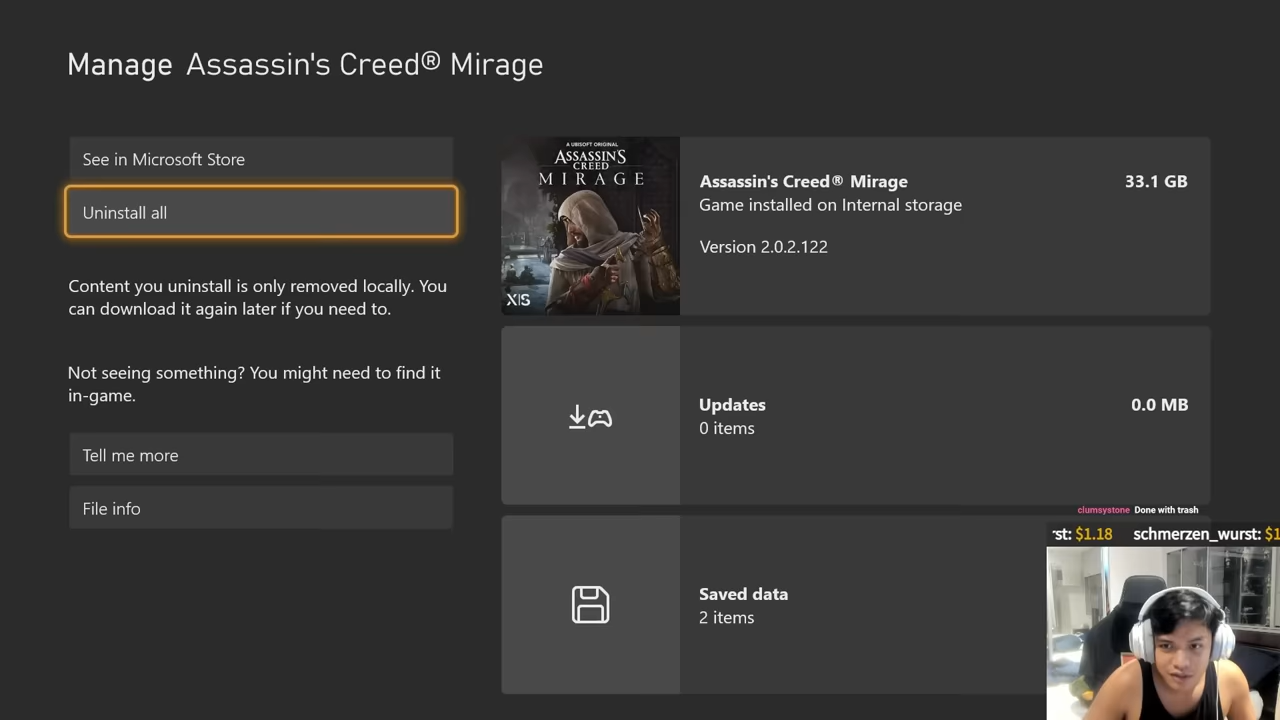 Manage Assassin's Creed® Mirage
See in Microsoft Store
Uninstall all
Content you uninstall is only removed locally. You
can download it again later if you need to.
Not seeing something? You might need to find it
in-game.
Tell me more
File info
A UBISOFT ORIGINAL
ASSASSIN'S
CREED
MIRAGE
X|S
Assassin's Creed® Mirage
33.1 GB
Game installed on Internal storage
Version 2.0.2.122
Updates
0.0 MB
0 items
Saved data
2 items
clumsystone Done with trash
rst: $1.18 schmerzen_wurst: $1